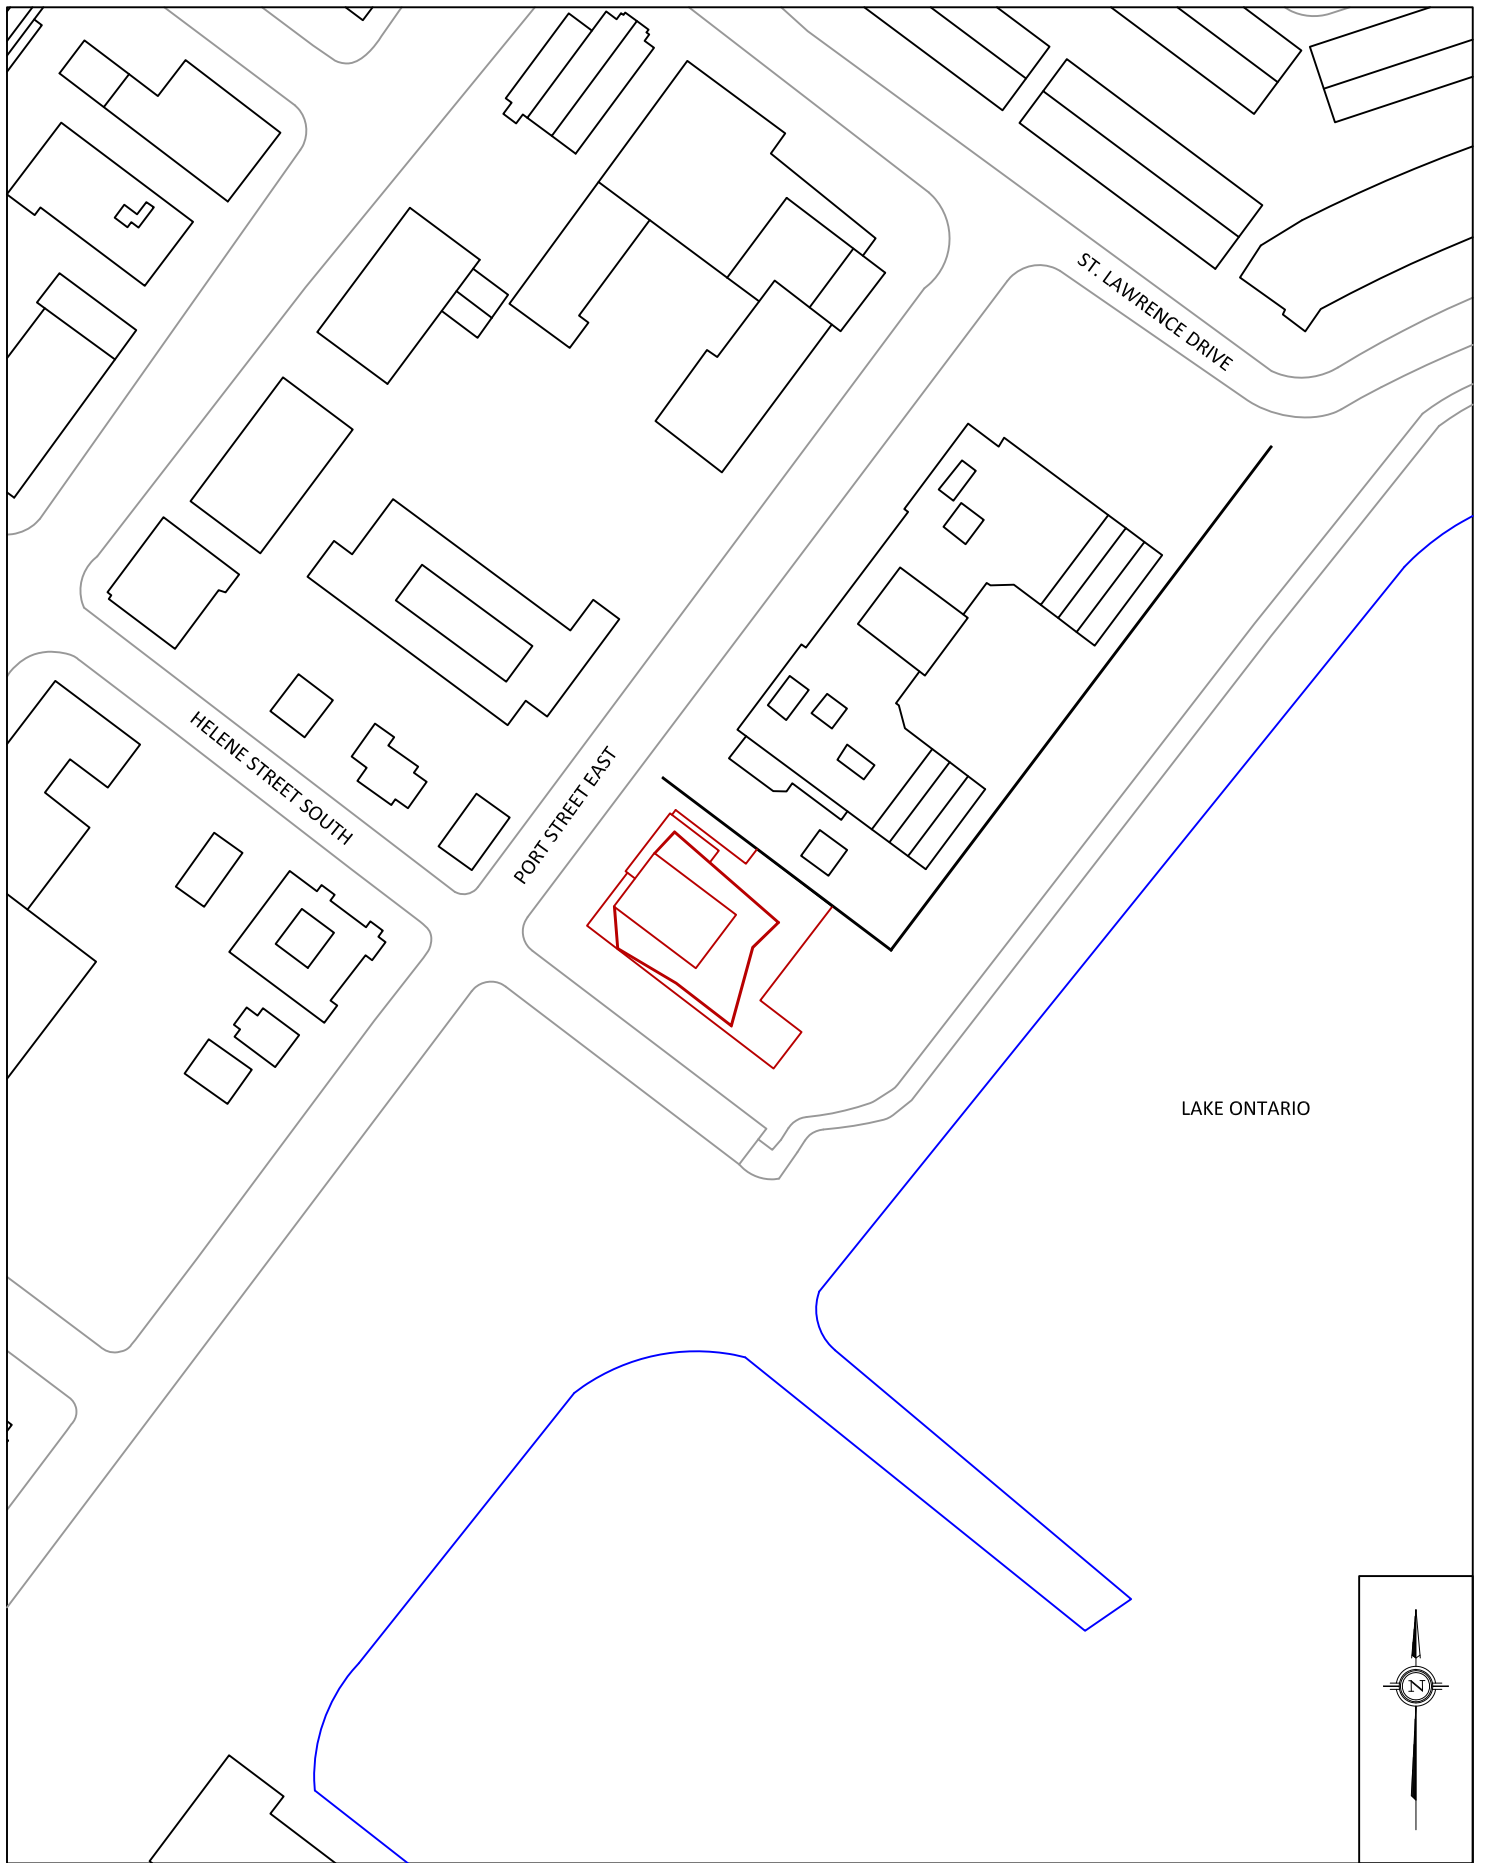 ST. LAWRENCE DRIVE
HELENE STREET SOUTH
PORT STREET EAST
LAKE ONTARIO
N